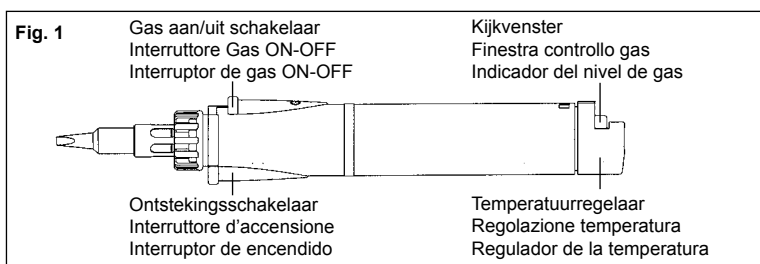 Fig. 1
Gas aan/uit schakelaar
Interruttore Gas ON-OFF
Interruptor de gas ON-OFF
Kijkvenster
Finestra controllo gas
Indicador del nivel de gas
Ontstekingsschakelaar
Interruttore d'accensione
Interruptor de encendido
Temperatuurregelaar
Regolazione temperatura
Regulador de la temperatura